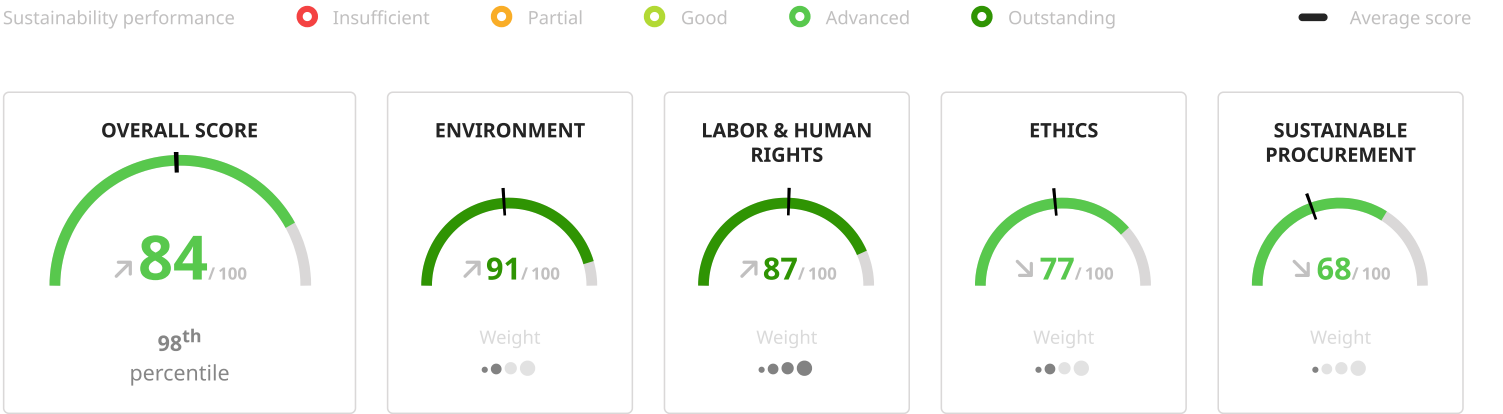 Sustainability performance Insufficient Partial Good Advanced Outstanding Average score
OVERALL SCORE
84 / 100
98th
percentile
ENVIRONMENT
91 / 100
Weight
LABOR & HUMAN
RIGHTS
87 / 100
Weight
ETHICS
77 / 100
Weight
SUSTAINABLE
PROCUREMENT
68 / 100
Weight